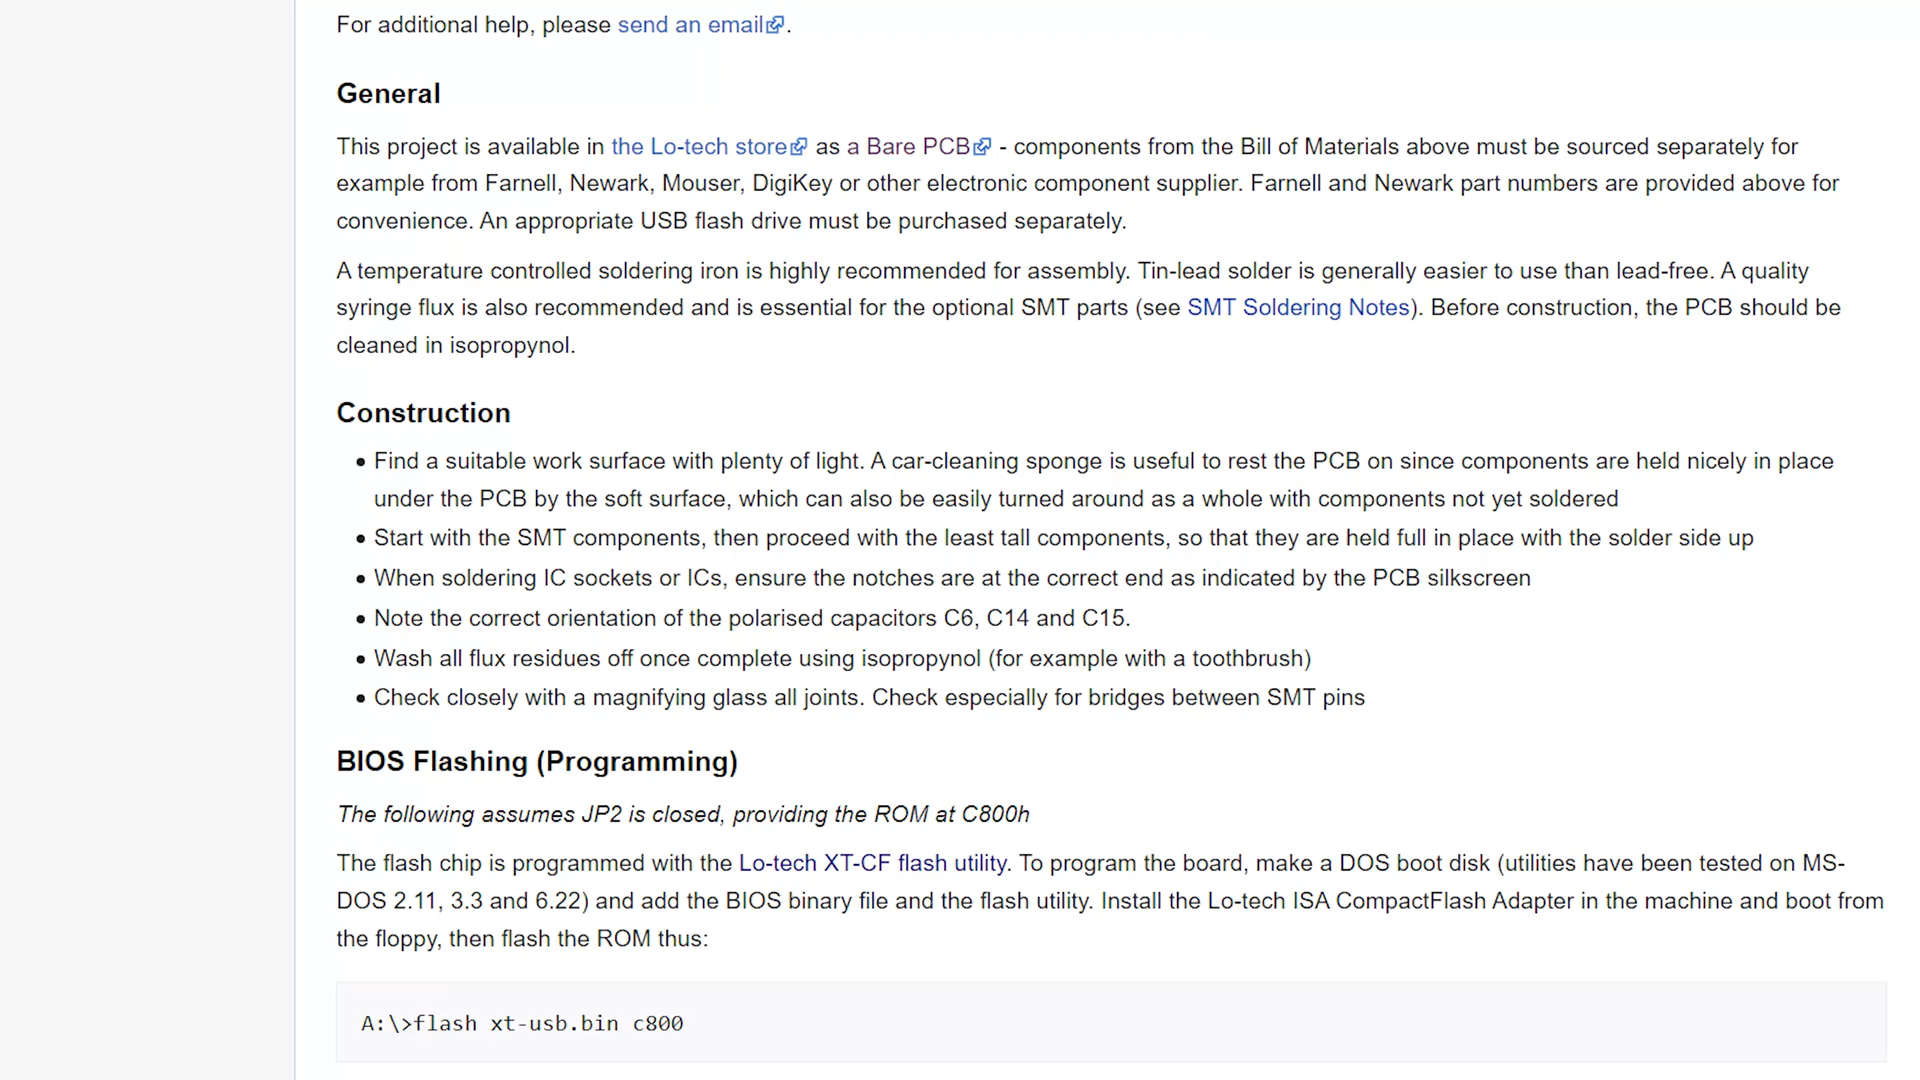 For additional help, please send an email.
General
This project is available in the Lo-tech store as a Bare PCB - components from the Bill of Materials above must be sourced separately for
example from Farnell, Newark, Mouser, DigiKey or other electronic component supplier. Farnell and Newark part numbers are provided above for
convenience. An appropriate USB flash drive must be purchased separately.
A temperature controlled soldering iron is highly recommended for assembly. Tin-lead solder is generally easier to use than lead-free. A quality
syringe flux is also recommended and is essential for the optional SMT parts (see SMT Soldering Notes). Before construction, the PCB should be
cleaned in isopropynol.
Construction
• Find a suitable work surface with plenty of light. A car-cleaning sponge is useful to rest the PCB on since components are held nicely in place
under the PCB by the soft surface, which can also be easily turned around as a whole with components not yet soldered
• Start with the SMT components, then proceed with the least tall components, so that they are held full in place with the solder side up
• When soldering IC sockets or ICs, ensure the notches are at the correct end as indicated by the PCB silkscreen
• Note the correct orientation of the polarised capacitors C6, C14 and C15.
• Wash all flux residues off once complete using isopropynol (for example with a toothbrush)
• Check closely with a magnifying glass all joints. Check especially for bridges between SMT pins
BIOS Flashing (Programming)
The following assumes JP2 is closed, providing the ROM at C800h
The flash chip is programmed with the Lo-tech XT-CF flash utility. To program the board, make a DOS boot disk (utilities have been tested on MS-
DOS 2.11, 3.3 and 6.22) and add the BIOS binary file and the flash utility. Install the Lo-tech ISA CompactFlash Adapter in the machine and boot from
the floppy, then flash the ROM thus:
A:\>flash xt-usb.bin c800